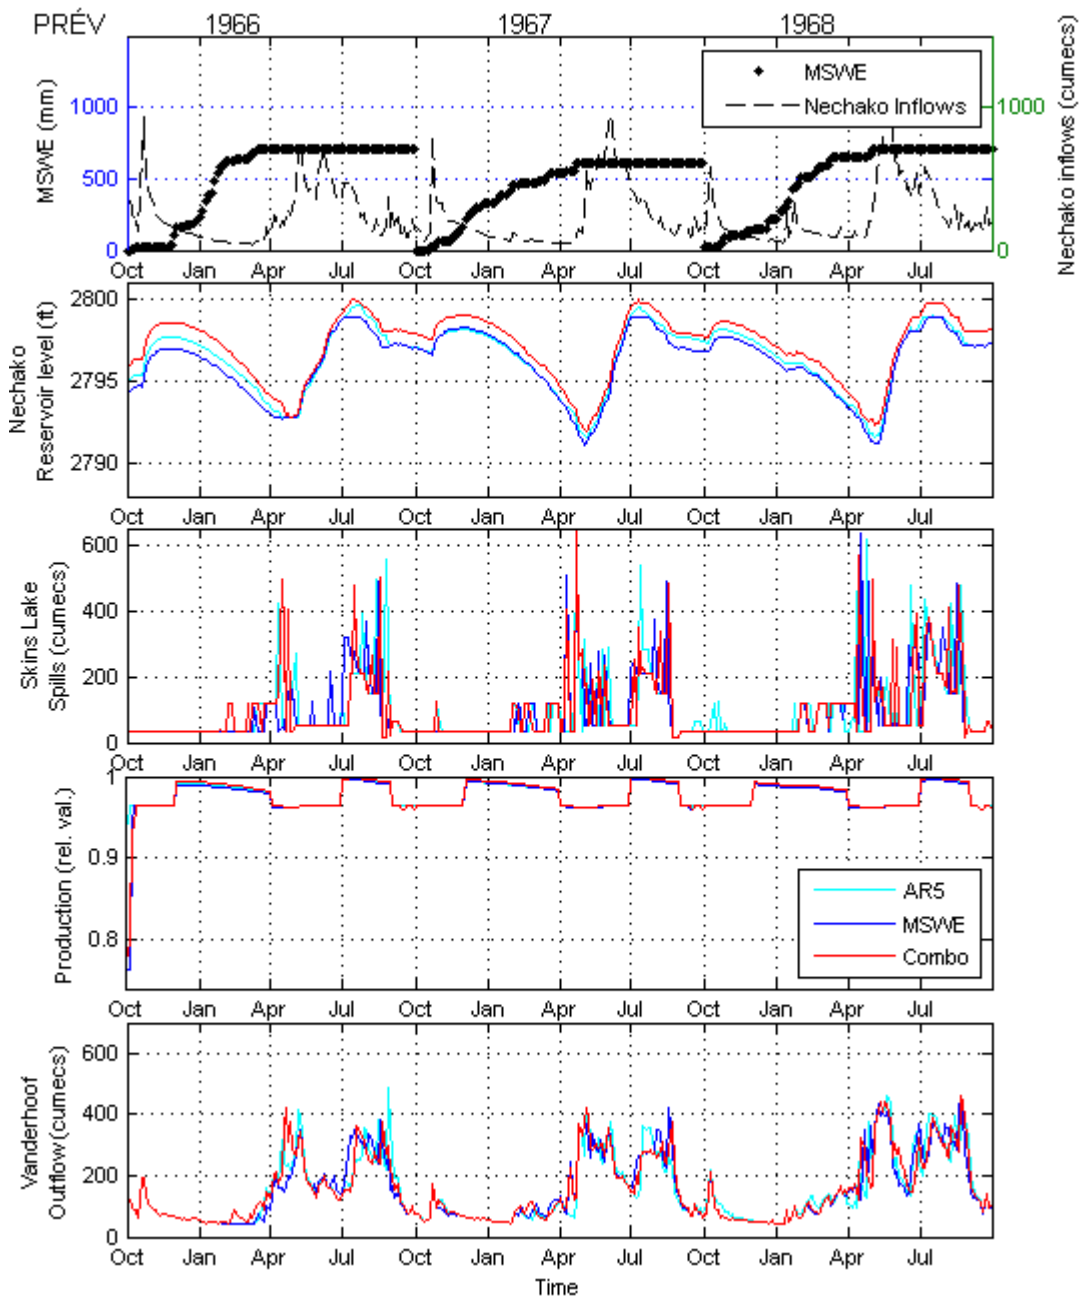 PRÉV 1966 1967 1968
MSWE (mm)
1000
500
0
MSWE
Nechako Inflows
1000
0
Nechako Inflows (cumecs)
Oct Jan Apr Jul Oct Jan Apr Jul Oct Jan Apr Jul
Nechako
Reservoir level (ft)
2800
2795
2790
Oct Jan Apr Jul Oct Jan Apr Jul Oct Jan Apr Jul
Skins Lake
Spills (cumecs)
600
400
200
0
Oct Jan Apr Jul Oct Jan Apr Jul Oct Jan Apr Jul
Production (rel. val.)
1
0.9
0.8
AR5
MSWE
Combo
Oct Jan Apr Jul Oct Jan Apr Jul Oct Jan Apr Jul
Vanderhoof
Outflow(cumecs)
600
400
200
0
Oct Jan Apr Jul Oct Jan Apr Jul Oct Jan Apr Jul
Time